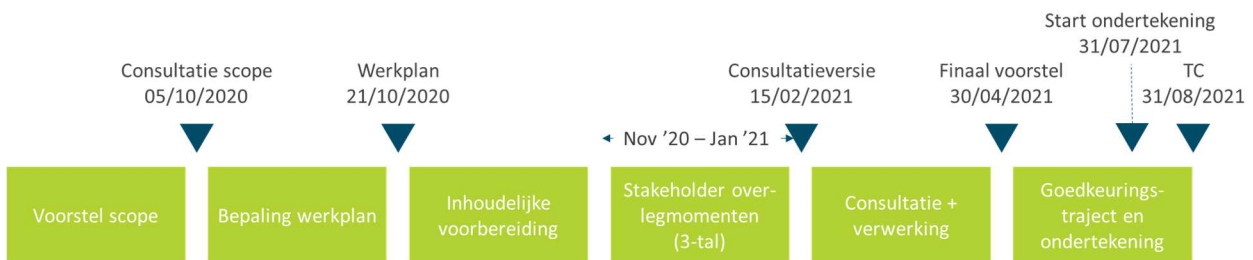 Start ondertekening
31/07/2021
Consultatie scope
05/10/2020
Werkplan
21/10/2020
Consultatieversie
15/02/2021
Finaal voorstel
30/04/2021
TC
31/08/2021
Nov '20 – Jan '21
Voorstel scope
Bepaling werkplan
Inhoudelijke
voorbereiding
Stakeholder over-
legmomenten
(3-tal)
Consultatie +
verwerking
Goedkeurings-
traject en
ondertekening